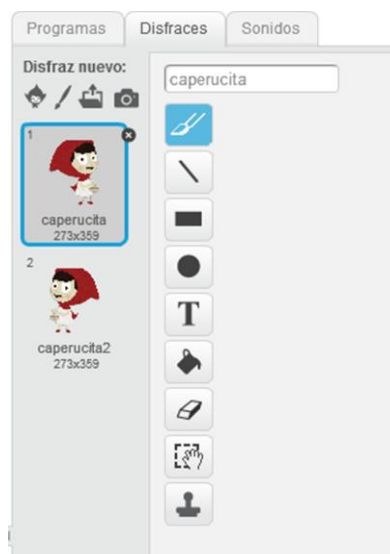 Programas Disfraces Sonidos
Disfraz nuevo:
caperucita
1
caperucita
273x359
2
caperucita2
273x359
T